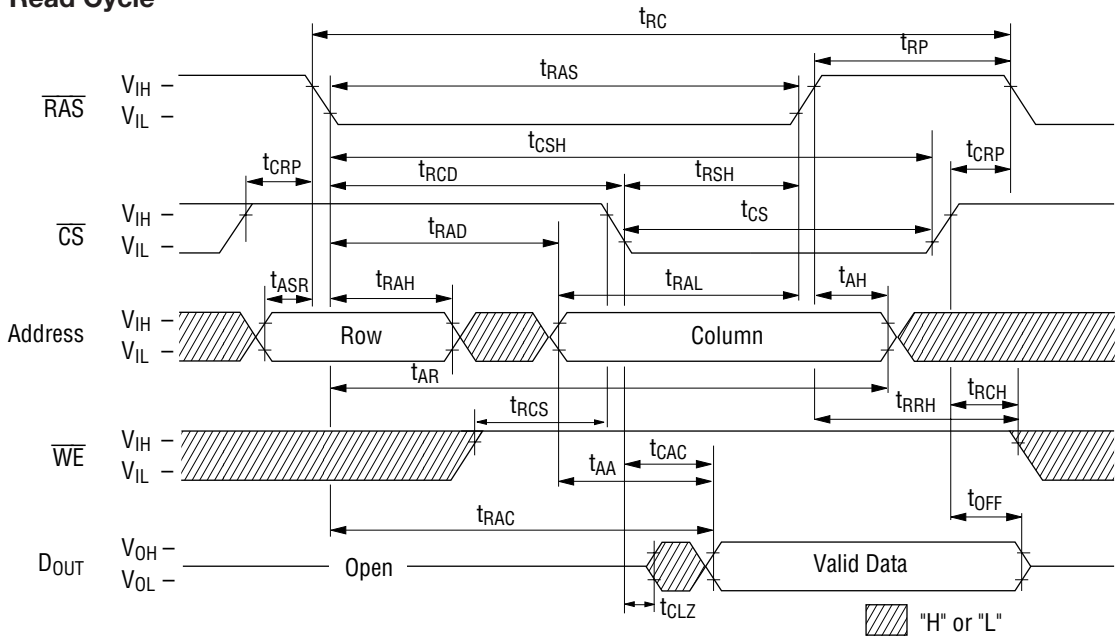 Read Cycle
tRC
tRP
VIH
RAS
VIL
tRAS
tCSH
tCRP
tRCD
tRSH
tCRP
VIH
CS
VIL
tRAD
tCS
tASR
tRAH
tRAL
tAH
VIH
Address
VIL
Row
Column
tAR
tRCS
tRRH
tRCH
VIH
WE
VIL
tCAC
tAA
tRAC
tOFF
VOH
DOUT
VOL
Open
Valid Data
tCLZ
"H" or "L"